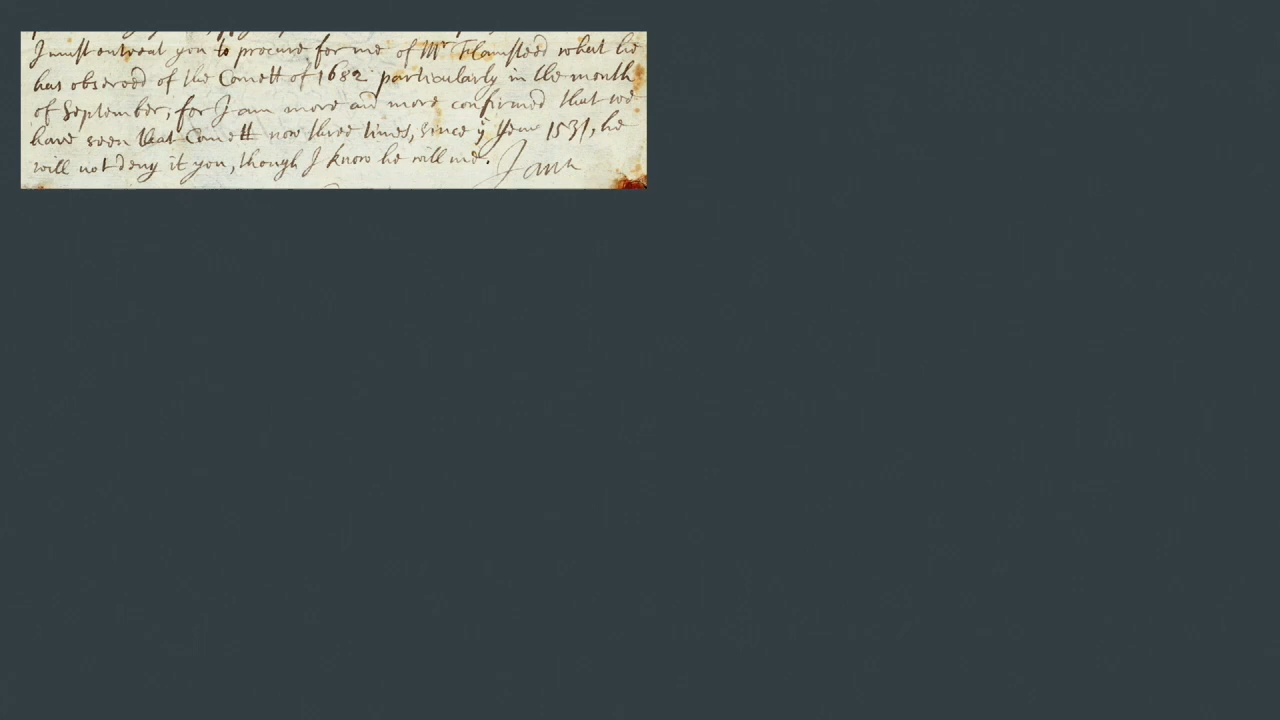 I must entreat you to procure for me of Mr Flamsteed what he
has observed of the Comett of 1682 particularly in the month
of September, for I am more and more confirmed that we
have seen that Comett now three times, since ye Year 1531, he
will not deny it you, though I know he will me. I am